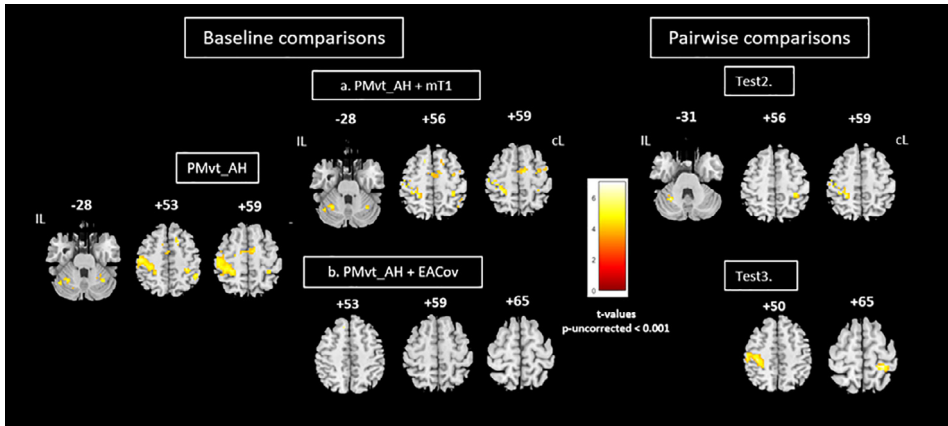 Baseline comparisons
Pairwise comparisons
a. PMvt_AH + mT1
Test2.
-28 +56 +59
-31 +56 +59
IL cL
IL cL
PMvt_AH
-28 +53 +59
IL -
6
4
2
0
t-values
p-uncorrected < 0.001
b. PMvt_AH + EACov
Test3.
+53 +59 +65
+50 +65